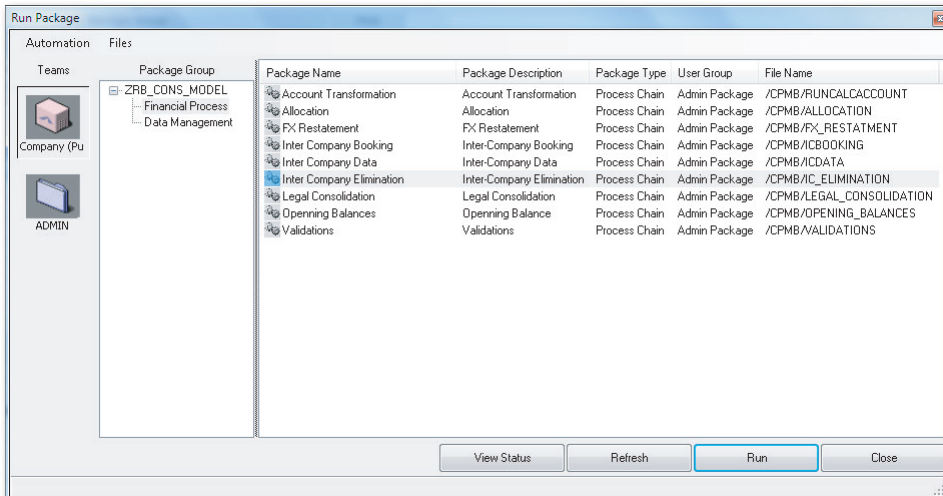 Run Package
Automation Files
Teams
Company (Pu
ADMIN
Package Group
ZRB_CONS_MODEL
Financial Process
Data Management
Package Name Package Description Package Type User Group File Name
Account Transformation Account Transformation Process Chain Admin Package /CPMB/RUNCALCACCOUNT
Allocation Allocation Process Chain Admin Package /CPMB/ALLOCATION
FX Restatement FX Restatement Process Chain Admin Package /CPMB/FX_RESTATMENT
Inter Company Booking Inter-Company Booking Process Chain Admin Package /CPMB/ICBOOKING
Inter Company Data Inter-Company Data Process Chain Admin Package /CPMB/ICDATA
Inter Company Elimination Inter-Company Elimination Process Chain Admin Package /CPMB/IC_ELIMINATION
Legal Consolidation Legal Consolidation Process Chain Admin Package /CPMB/LEGAL_CONSOLIDATION
Openning Balances Openning Balance Process Chain Admin Package /CPMB/OPENING_BALANCES
Validations Validations Process Chain Admin Package /CPMB/VALIDATIONS
View Status Refresh Run Close